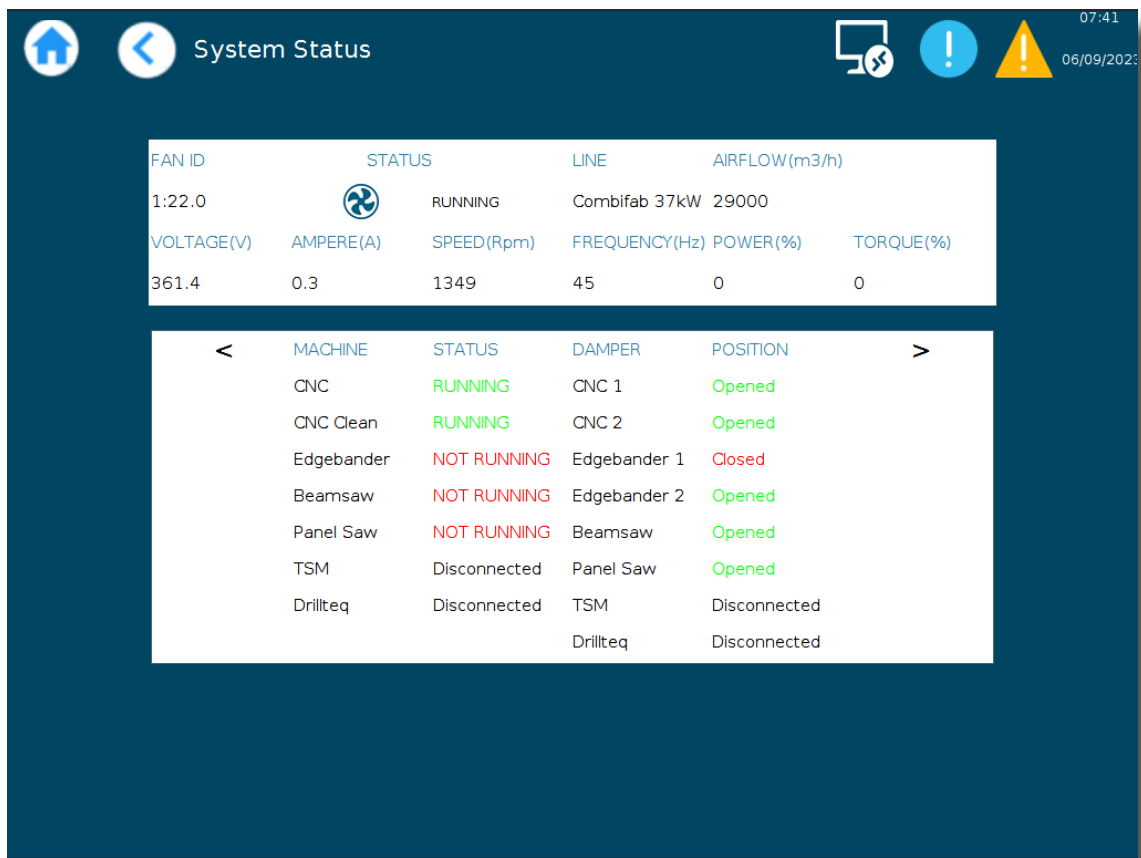 07:41
System Status
06/09/2023
FAN ID STATUS LINE AIRFLOW(m3/h)
1:22.0 RUNNING Combifab 37kW 29000
VOLTAGE(V) AMPERE(A) SPEED(Rpm) FREQUENCY(Hz) POWER(%) TORQUE(%)
361.4 0.3 1349 45 0 0
< MACHINE STATUS DAMPER POSITION >
CNC RUNNING CNC 1 Opened
CNC Clean RUNNING CNC 2 Opened
Edgebander NOT RUNNING Edgebander 1 Closed
Beamsaw NOT RUNNING Edgebander 2 Opened
Panel Saw NOT RUNNING Beamsaw Opened
TSM Disconnected Panel Saw Opened
Drillteq Disconnected TSM Disconnected
Drillteq Disconnected